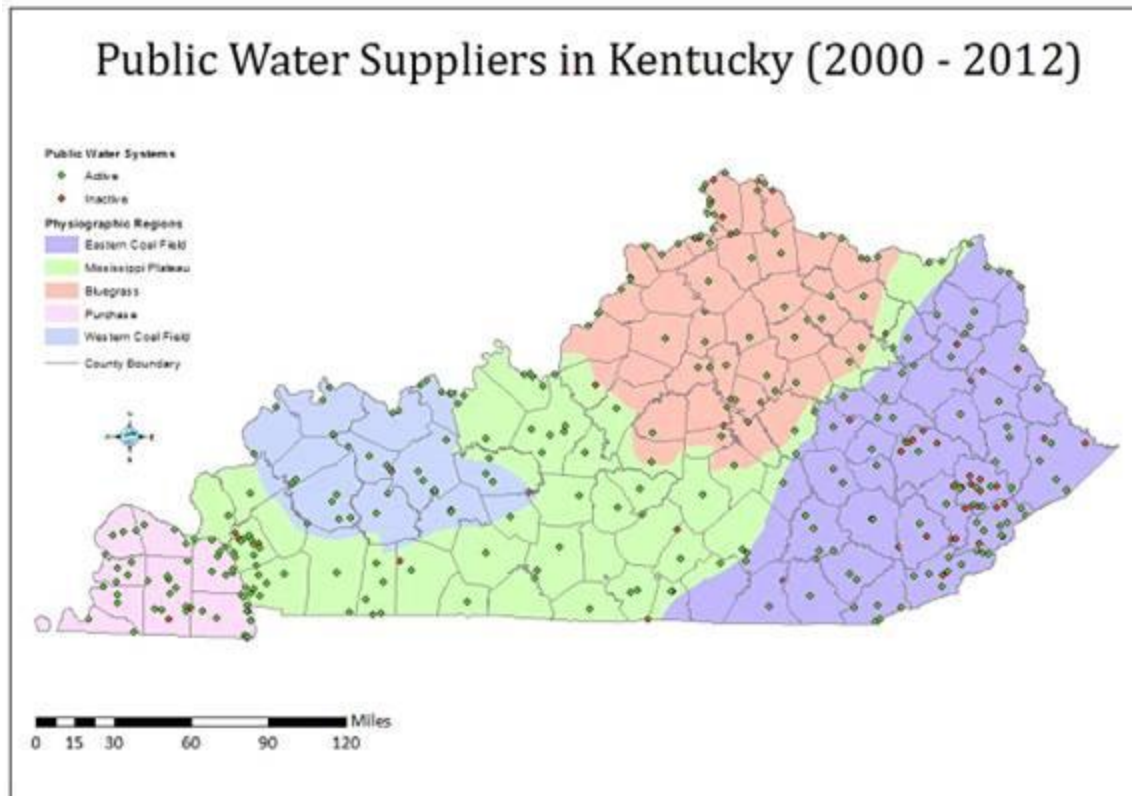 Public Water Suppliers in Kentucky (2000 - 2012)
Public Water Systems
Active
Inactive
Physiographic Regions
Eastern Coal Field
Mississippi Plateau
Bluegrass
Purchase
Western Coal Field
County Boundary
Miles
0 15 30 60 90 120